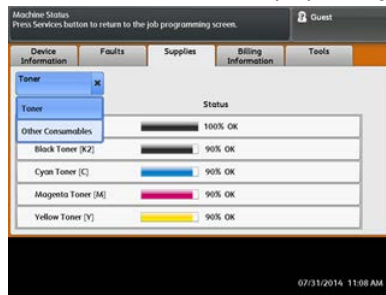 Machine Status
Press Services button to return to the job programming screen.
Guest
Device Information
Faults
Supplies
Billing Information
Tools
Toner
Status
Toner
Other Consumables
100% OK
Black Toner [K2]
90% OK
Cyan Toner [C]
90% OK
Magenta Toner [M]
90% OK
Yellow Toner [Y]
90% OK
07/31/2014 11:08 AM